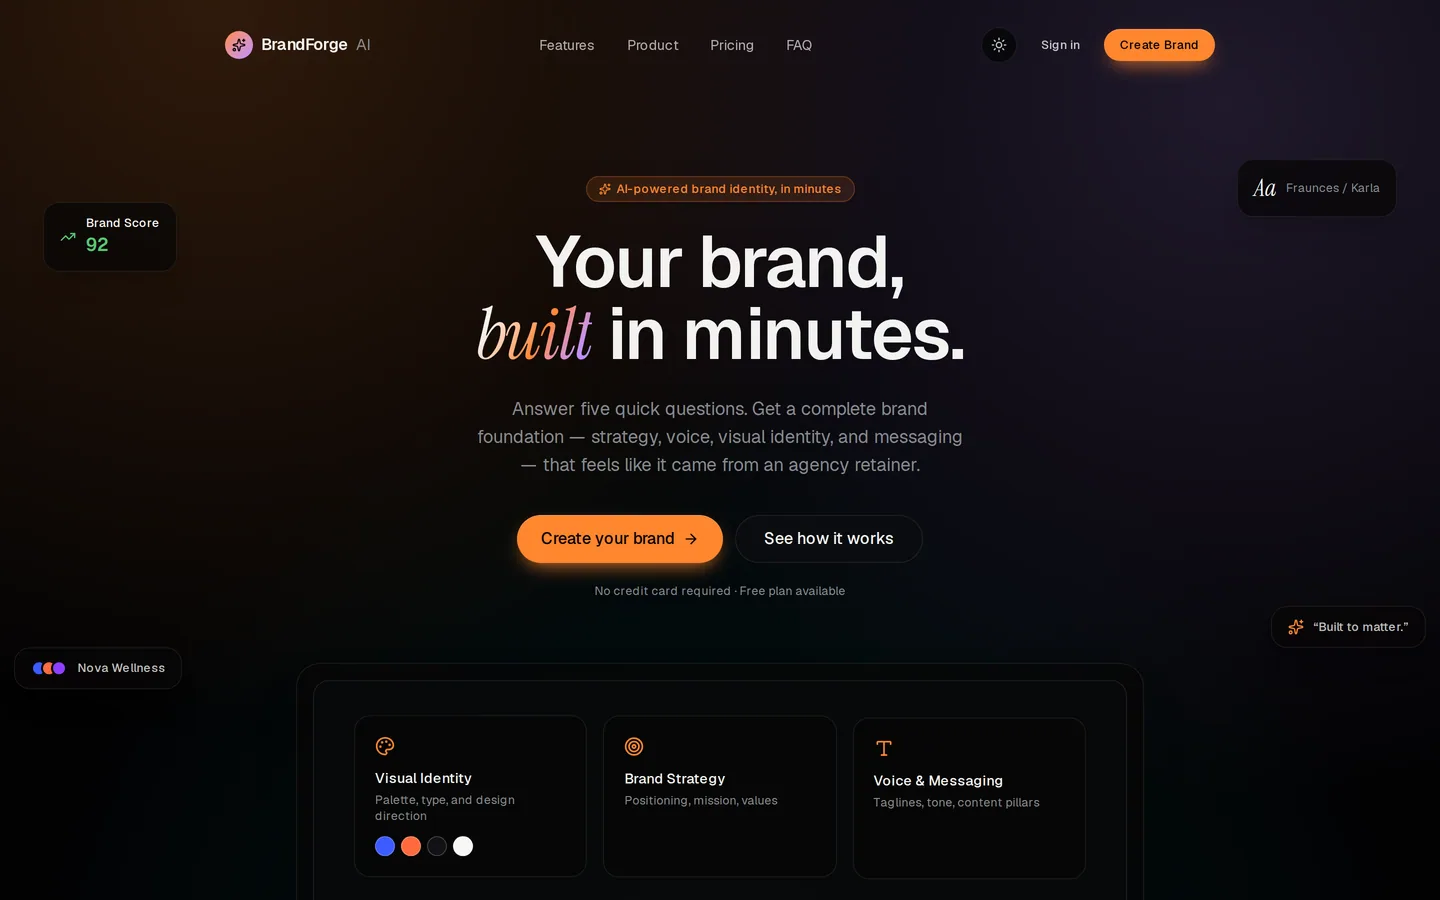 BrandForge AI
Features
Product
Pricing
FAQ
Sign in
Create Brand
AI-powered brand identity, in minutes
Aa Fraunces / Karla
Brand Score
92
Your brand,
built in minutes.
Answer five quick questions. Get a complete brand
foundation — strategy, voice, visual identity, and messaging
— that feels like it came from an agency retainer.
Create your brand →
See how it works
No credit card required · Free plan available
“Built to matter.”
Nova Wellness
Visual Identity
Palette, type, and design
direction
Brand Strategy
Positioning, mission, values
Voice & Messaging
Taglines, tone, content pillars